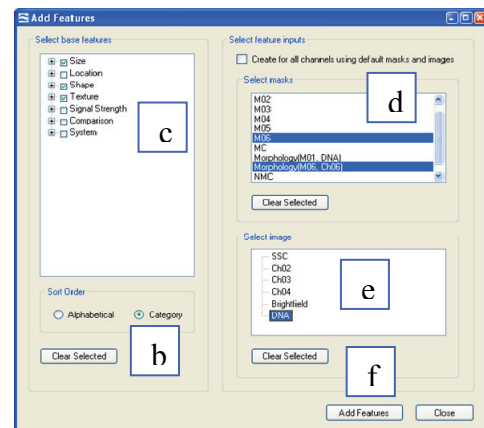 Add Features
Select base features
Size
Location
Shape
Texture
Signal Strength
Comparison
System
c
Sort Order
Alphabetical
Category
Clear Selected
b
Select feature inputs
Create for all channels using default masks and images
Select masks
d
M02
M03
M04
M05
M06
MC
Morphology(M01, DNA)
Morphology(M06, Ch06)
NMC
Clear Selected
Select image
SSC
Ch02
Ch03
Ch04
Brightfield
DNA
e
Clear Selected
f
Add Features
Close